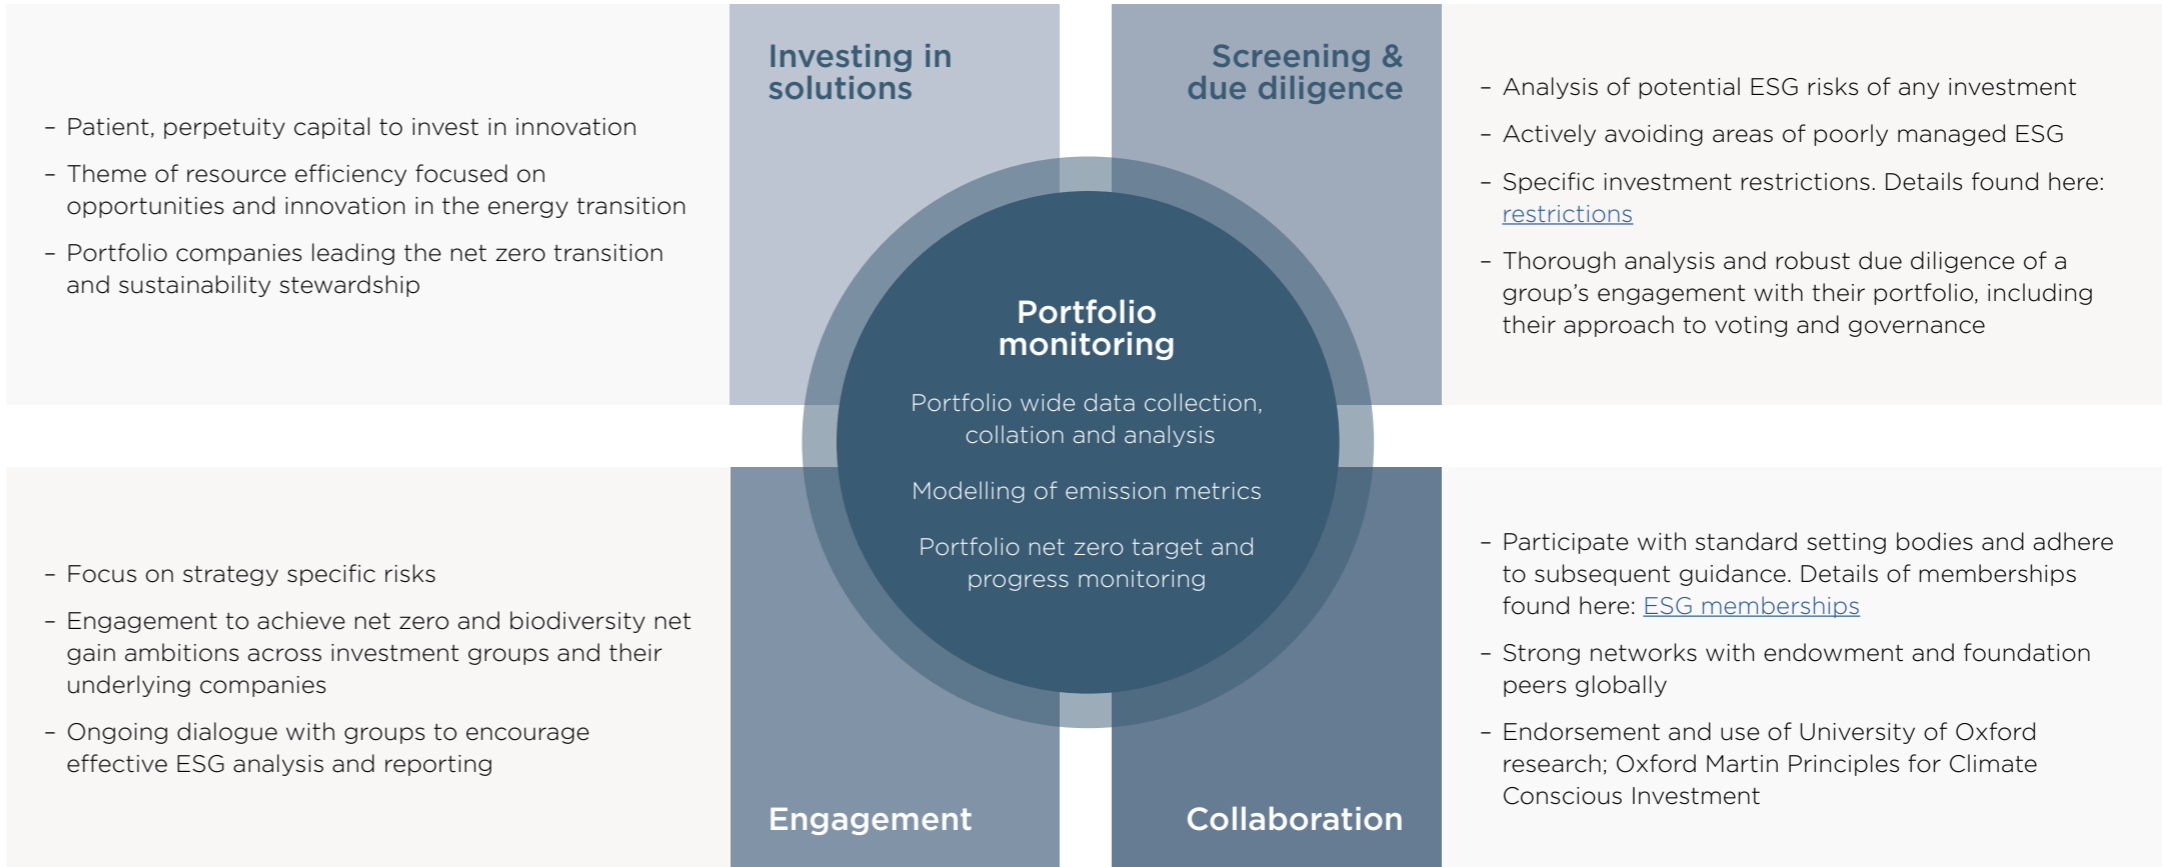 Investing in
solutions
– Patient, perpetuity capital to invest in innovation
– Theme of resource efficiency focused on
opportunities and innovation in the energy transition
– Portfolio companies leading the net zero transition
and sustainability stewardship
Screening &
due diligence
– Analysis of potential ESG risks of any investment
– Actively avoiding areas of poorly managed ESG
– Specific investment restrictions. Details found here:
restrictions
– Thorough analysis and robust due diligence of a
group’s engagement with their portfolio, including
their approach to voting and governance
Portfolio
monitoring
Portfolio wide data collection,
collation and analysis
Modelling of emission metrics
Portfolio net zero target and
progress monitoring
– Focus on strategy specific risks
– Engagement to achieve net zero and biodiversity net
gain ambitions across investment groups and their
underlying companies
– Ongoing dialogue with groups to encourage
effective ESG analysis and reporting
Engagement
– Participate with standard setting bodies and adhere
to subsequent guidance. Details of memberships
found here: ESG memberships
– Strong networks with endowment and foundation
peers globally
– Endorsement and use of University of Oxford
research; Oxford Martin Principles for Climate
Conscious Investment
Collaboration